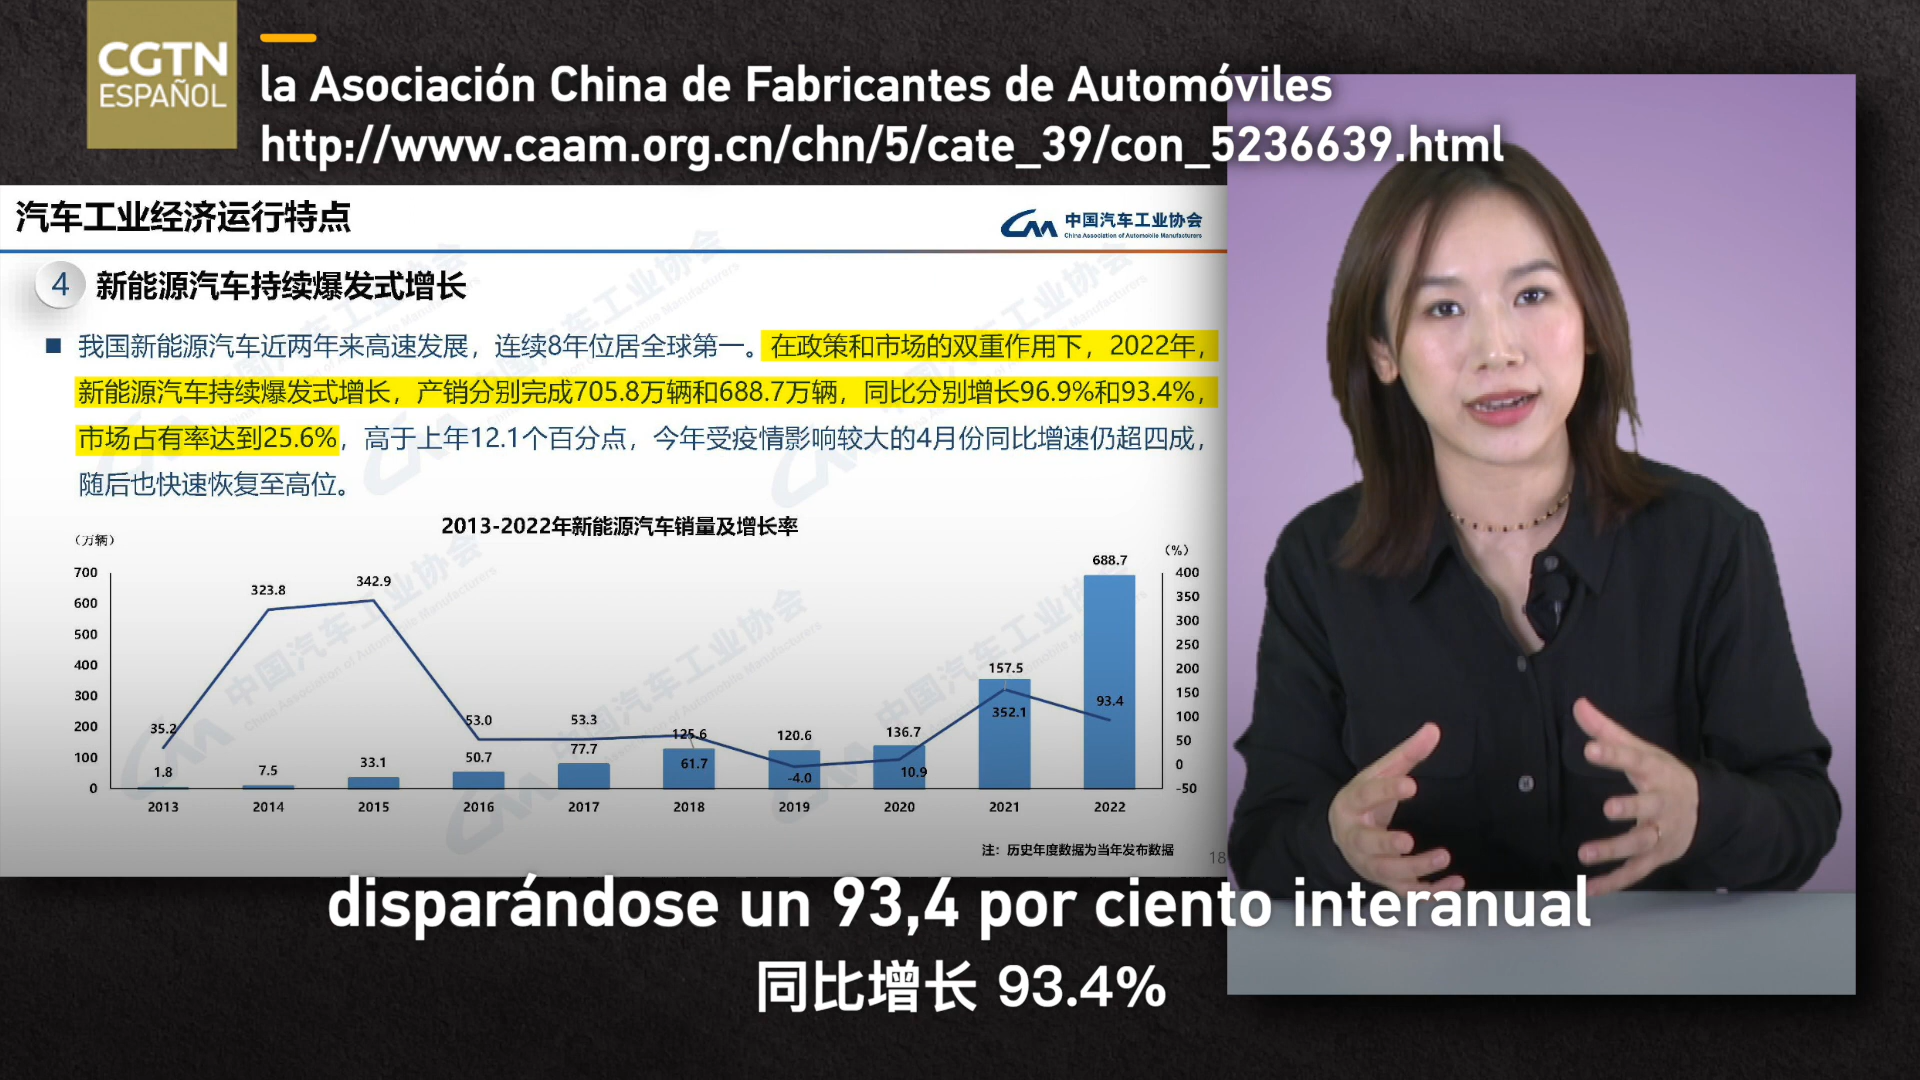 CGTN
ESPAÑOL
la Asociación China de Fabricantes de Automóviles
http://www.caam.org.cn/chn/5/cate_39/con_5236639.html
汽车工业经济运行特点
中国汽车工业协会
China Association of Automobile Manufacturers
4
新能源汽车持续爆发式增长
我国新能源汽车近两年来高速发展，连续8年位居全球第一。在政策和市场的双重作用下，2022年，
新能源汽车持续爆发式增长，产销分别完成705.8万辆和688.7万辆，同比分别增长96.9%和93.4%，
市场占有率达到25.6%，高于上年12.1个百分点，今年受疫情影响较大的4月份同比增速仍超四成，
随后也快速恢复至高位。
2013-2022年新能源汽车销量及增长率
（万辆）
（%）
700 600 500 400 300 200 100 0
400 350 300 250 200 150 100 50 0 -50
35.2 323.8 342.9 53.0 53.3 61.7 -4.0 10.9 157.5 93.4
1.8 7.5 33.1 50.7 77.7 125.6 120.6 136.7 352.1 688.7
2013 2014 2015 2016 2017 2018 2019 2020 2021 2022
注：历史年度数据为当年发布数据
18
disparándose un 93,4 por ciento interanual
同比增长 93.4%